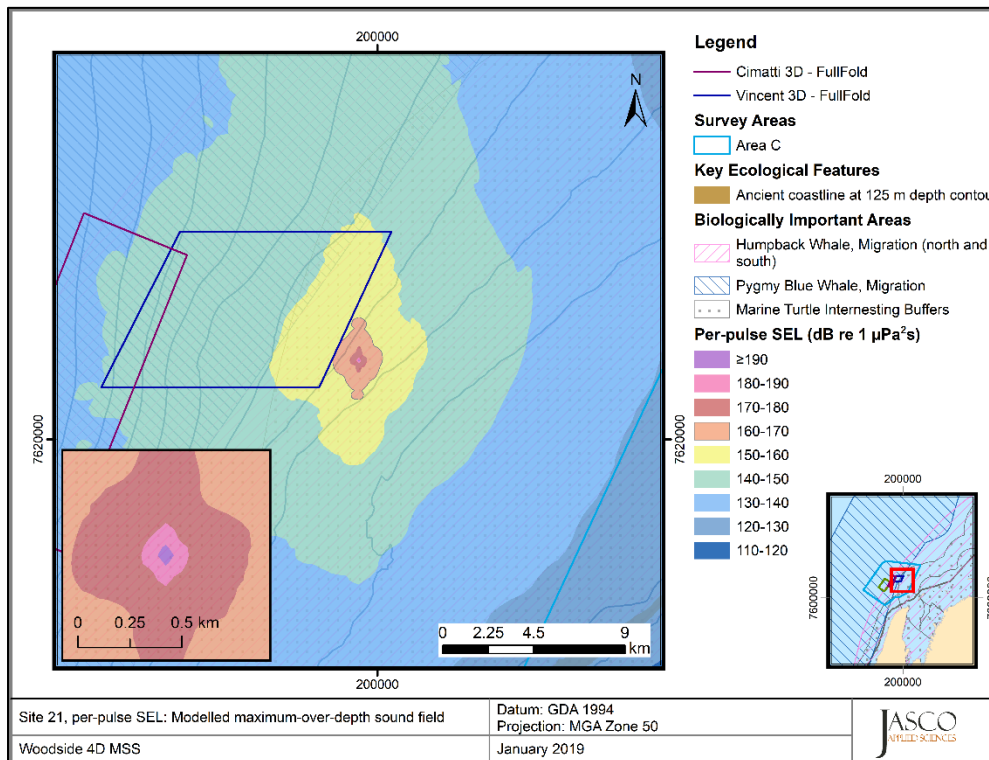 200000
N
7620000
7620000
0 0.25 0.5 km
0 2.25 4.5 9
km
200000
Legend
Cimatti 3D - FullFold
Vincent 3D - FullFold
Survey Areas
Area C
Key Ecological Features
Ancient coastline at 125 m depth contou
Biologically Important Areas
Humpback Whale, Migration (north and
south)
Pygmy Blue Whale, Migration
Marine Turtle Internesting Buffers
Per-pulse SEL (dB re 1 µPa²s)
≥190
180-190
170-180
160-170
150-160
140-150
130-140
120-130
110-120
200000
7600000
200000
Site 21, per-pulse SEL: Modelled maximum-over-depth sound field
Datum: GDA 1994
Projection: MGA Zone 50
Woodside 4D MSS
January 2019
JASCO
APPLIED SCIENCES